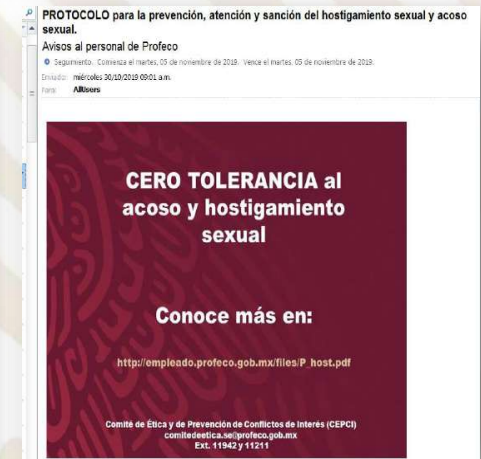 PROTOCOLO para la prevención, atención y sanción del hostigamiento sexual y acoso
sexual.
Avisos al personal de Profeco
Seguimiento. Comienza el martes, 05 de noviembre de 2019. Vence el martes, 05 de noviembre de 2019.
Enviado: miércoles 30/10/2019 09:01 a.m.
Para: AllUsers
CERO TOLERANCIA al
acoso y hostigamiento
sexual
Conoce más en:
http://empleado.profeco.gob.mx/files/P_host.pdf
Comité de Ética y de Prevención de Conflictos de Interés (CEPCI)
comitedeetica.se@profeco.gob.mx
Ext. 11942 y 11211